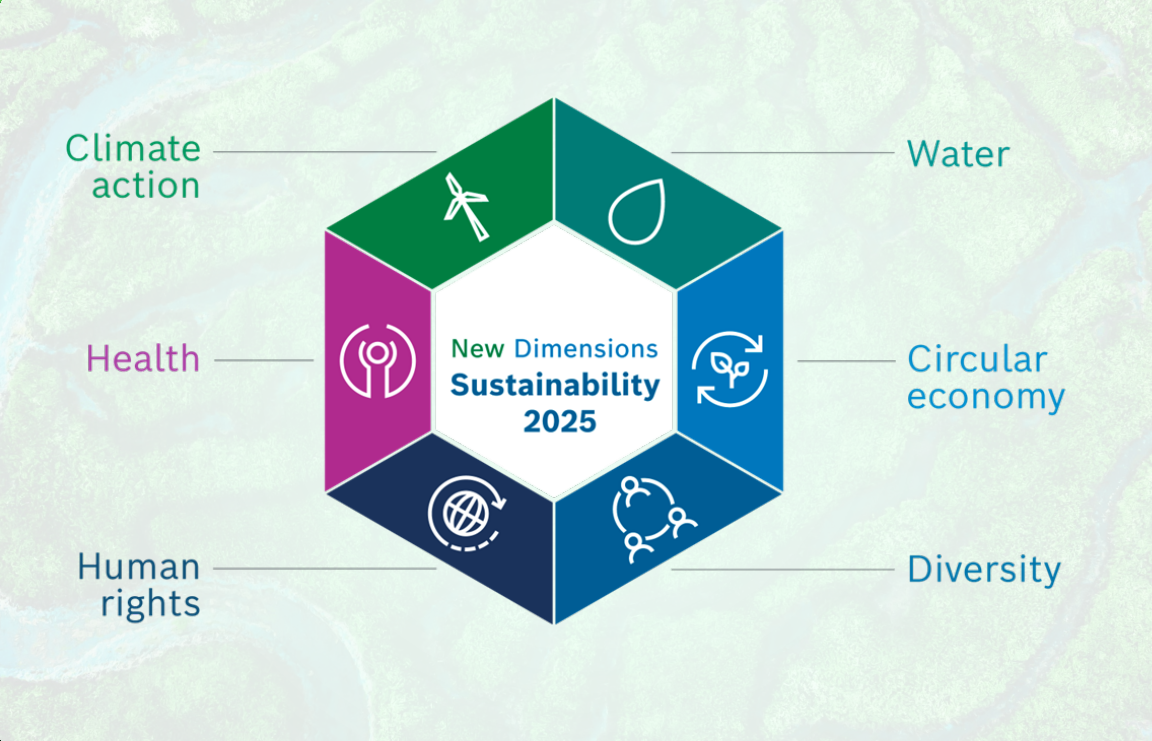 Climate
action
Water
Health
New Dimensions
Sustainability
2025
Circular
economy
Human
rights
Diversity